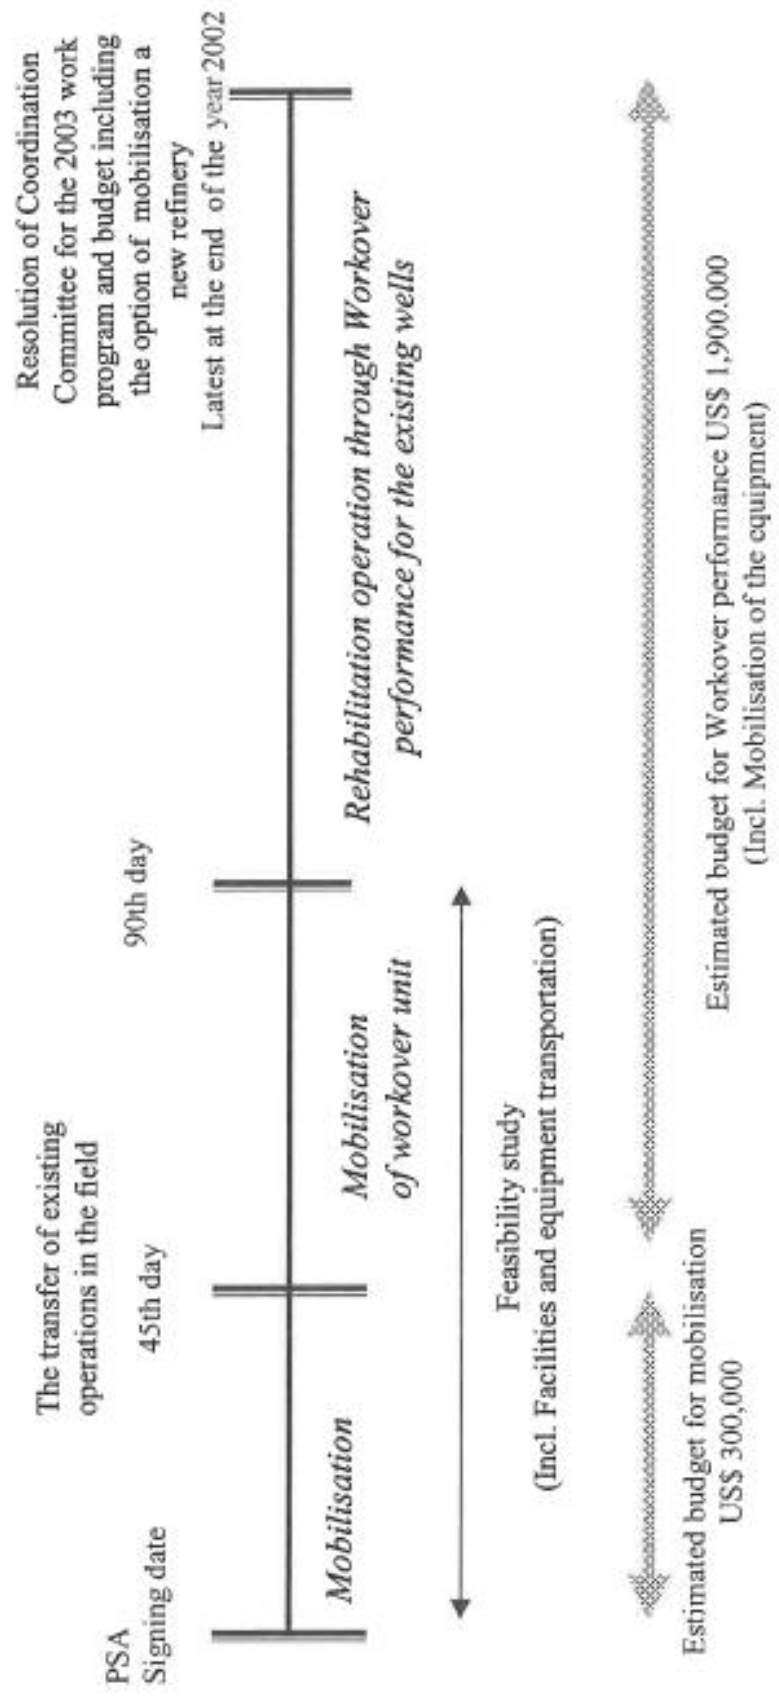 PSA
Signing date
The transfer of existing
operations in the field
45th day
90th day
Resolution of Coordination
Committee for the 2003 work
program and budget including
the option of mobilisation a
new refinery
Latest at the end of the year 2002
Mobilisation
Mobilisation
of workover unit
Rehabilitation operation through Workover
performance for the existing wells
Feasibility study
(Incl. Facilities and equipment transportation)
Estimated budget for mobilisation
US$ 300,000
Estimated budget for Workover performance US$ 1,900.000
(Incl. Mobilisation of the equipment)